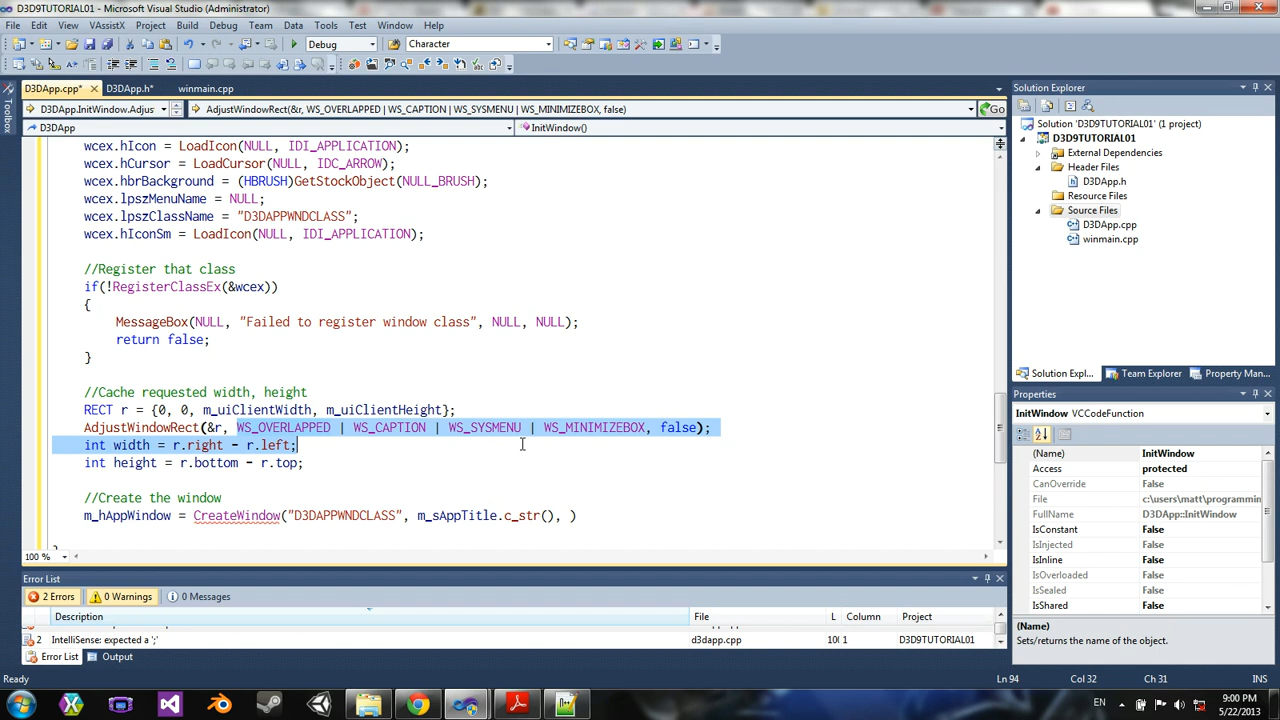 D3D9TUTORIAL01 - Microsoft Visual Studio (Administrator)
File Edit View VAssistX Project Build Debug Team Data Tools Test Window Help
Debug Character
D3DApp.cpp* D3DApp.h* winmain.cpp
D3DApp.InitWindow.Adjus AdjustWindowRect(&r, WS_OVERLAPPED | WS_CAPTION | WS_SYSMENU | WS_MINIMIZEBOX, false) Go
D3DApp InitWindow()
Toolbox
wcex.hIcon = LoadIcon(NULL, IDI_APPLICATION);
wcex.hCursor = LoadCursor(NULL, IDC_ARROW);
wcex.hbrBackground = (HBRUSH)GetStockObject(NULL_BRUSH);
wcex.lpszMenuName = NULL;
wcex.lpszClassName = "D3DAPPWNDCLASS";
wcex.hIconSm = LoadIcon(NULL, IDI_APPLICATION);
//Register that class
if(!RegisterClassEx(&wcex))
{
MessageBox(NULL, "Failed to register window class", NULL, NULL);
return false;
}
//Cache requested width, height
RECT r = {0, 0, m_uiClientWidth, m_uiClientHeight};
AdjustWindowRect(&r, WS_OVERLAPPED | WS_CAPTION | WS_SYSMENU | WS_MINIMIZEBOX, false);
int width = r.right - r.left;
int height = r.bottom - r.top;
//Create the window
m_hAppWindow = CreateWindow("D3DAPPWNDCLASS", m_sAppTitle.c_str(), )
100 %
Error List
2 Errors 0 Warnings 0 Messages
Description File L Column Project
2 IntelliSense: expected a ';' d3dapp.cpp 10 1 D3D9TUTORIAL01
Error List Output
Solution Explorer
Solution 'D3D9TUTORIAL01' (1 project)
D3D9TUTORIAL01
External Dependencies
Header Files
D3DApp.h
Resource Files
Source Files
D3DApp.cpp
winmain.cpp
Solution Expl... Team Explorer Property Man...
Properties
InitWindow VCCodeFunction
(Name) InitWindow
Access protected
CanOverride False
File c:\users\matt\programmin
FullName D3DApp::InitWindow
IsConstant False
IsInjected False
IsInline False
IsOverloaded False
IsSealed False
IsShared False
(Name)
Sets/returns the name of the object.
Ready Ln 94 Col 32 Ch 31 INS
EN 9:00 PM
5/22/2013